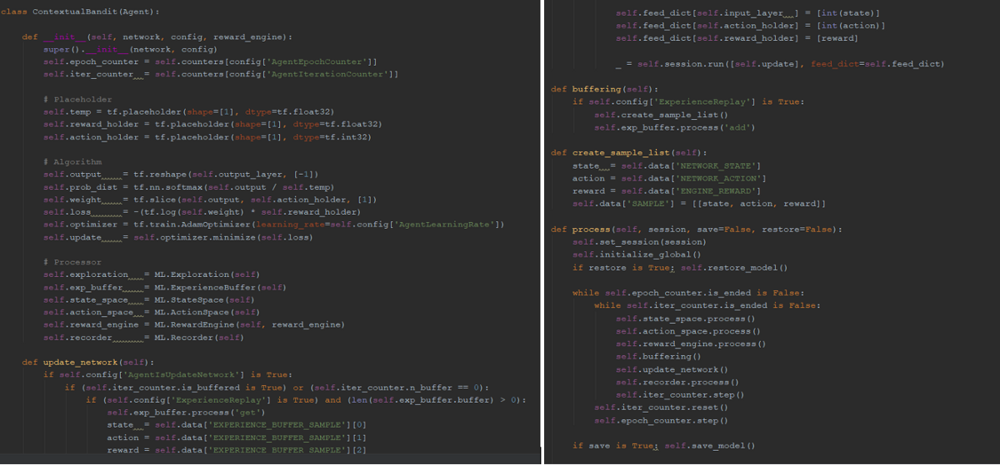 class ContextualBandit(Agent):
    def __init__(self, network, config, reward_engine):
        super().__init__(network, config)
        self.epoch_counter = self.counters[config['AgentEpochCounter']]
        self.iter_counter  = self.counters[config['AgentIterationCounter']]
        # Placeholder
        self.temp = tf.placeholder(shape=[1], dtype=tf.float32)
        self.reward_holder = tf.placeholder(shape=[1], dtype=tf.float32)
        self.action_holder = tf.placeholder(shape=[1], dtype=tf.int32)
        # Algorithm
        self.output    = tf.reshape(self.output_layer, [-1])
        self.prob_dist = tf.nn.softmax(self.output / self.temp)
        self.weight    = tf.slice(self.output, self.action_holder, [1])
        self.loss      = -(tf.log(self.weight) * self.reward_holder)
        self.optimizer = tf.train.AdamOptimizer(learning_rate=self.config['AgentLearningRate'])
        self.update    = self.optimizer.minimize(self.loss)
        # Processor
        self.exploration   = ML.Exploration(self)
        self.exp_buffer    = ML.ExperienceBuffer(self)
        self.state_space   = ML.StateSpace(self)
        self.action_space  = ML.ActionSpace(self)
        self.reward_engine = ML.RewardEngine(self, reward_engine)
        self.recorder      = ML.Recorder(self)
    def update_network(self):
        if self.config['AgentIsUpdateNetwork'] is True:
            if (self.iter_counter.is_buffered is True) or (self.iter_counter.n_buffer == 0):
                if (self.config['ExperienceReplay'] is True) and (len(self.exp_buffer.buffer) > 0):
                    self.exp_buffer.process('get')
                    state  = self.data['EXPERIENCE_BUFFER_SAMPLE'][0]
                    action = self.data['EXPERIENCE_BUFFER_SAMPLE'][1]
                    reward = self.data['EXPERIENCE_BUFFER_SAMPLE'][2]
                    self.feed_dict[self.input_layer  ] = [int(state)]
                    self.feed_dict[self.action_holder] = [int(action)]
                    self.feed_dict[self.reward_holder] = [reward]
                    _ = self.session.run([self.update], feed_dict=self.feed_dict)
    def buffering(self):
        if self.config['ExperienceReplay'] is True:
            self.create_sample_list()
            self.exp_buffer.process('add')
    def create_sample_list(self):
        state  = self.data['NETWORK_STATE']
        action = self.data['NETWORK_ACTION']
        reward = self.data['ENGINE_REWARD']
        self.data['SAMPLE'] = [[state, action, reward]]
    def process(self, session, save=False, restore=False):
        self.set_session(session)
        self.initialize_global()
        if restore is True; self.restore_model()
        while self.epoch_counter.is_ended is False:
            while self.iter_counter.is_ended is False:
                self.state_space.process()
                self.action_space.process()
                self.reward_engine.process()
                self.buffering()
                self.update_network()
                self.recorder.process()
                self.iter_counter.step()
            self.iter_counter.reset()
            self.epoch_counter.step()
        if save is True; self.save_model()